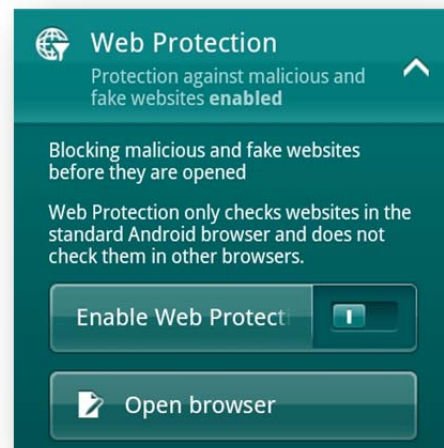 Web Protection
Protection against malicious and
fake websites enabled
Blocking malicious and fake websites
before they are opened
Web Protection only checks websites in the
standard Android browser and does not
check them in other browsers.
Enable Web Protecti
Open browser